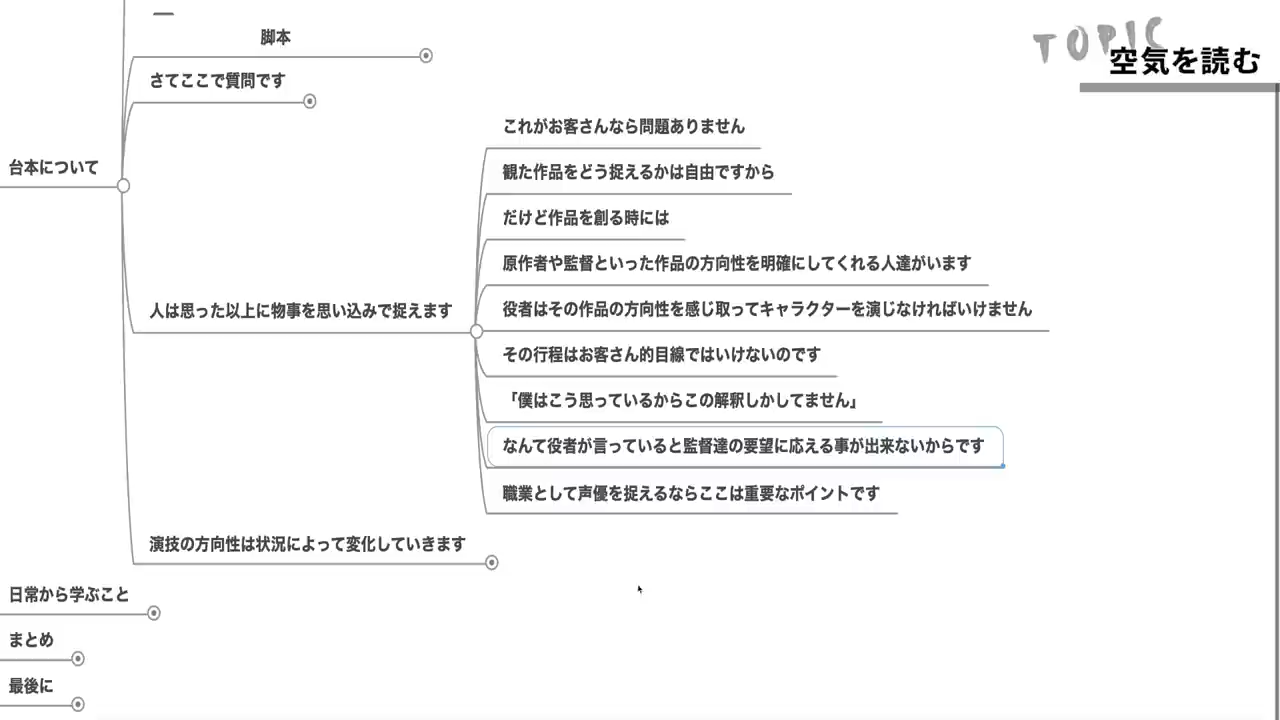 TOPIC
空気を読む
脚本
さてここで質問です
台本について
人は思った以上に物事を思い込みで捉えます
これがお客さんなら問題ありません
観た作品をどう捉えるかは自由ですから
だけど作品を創る時には
原作者や監督といった作品の方向性を明確にしてくれる人達がいます
役者はその作品の方向性を感じ取ってキャラクターを演じなければいけません
その行程はお客さん的目線ではいけないのです
「僕はこう思っているからこの解釈しかしてません」
なんて役者が言っていると監督達の要望に応える事が出来ないからです
職業として声優を捉えるならここは重要なポイントです
演技の方向性は状況によって変化していきます
日常から学ぶこと
まとめ
最後に